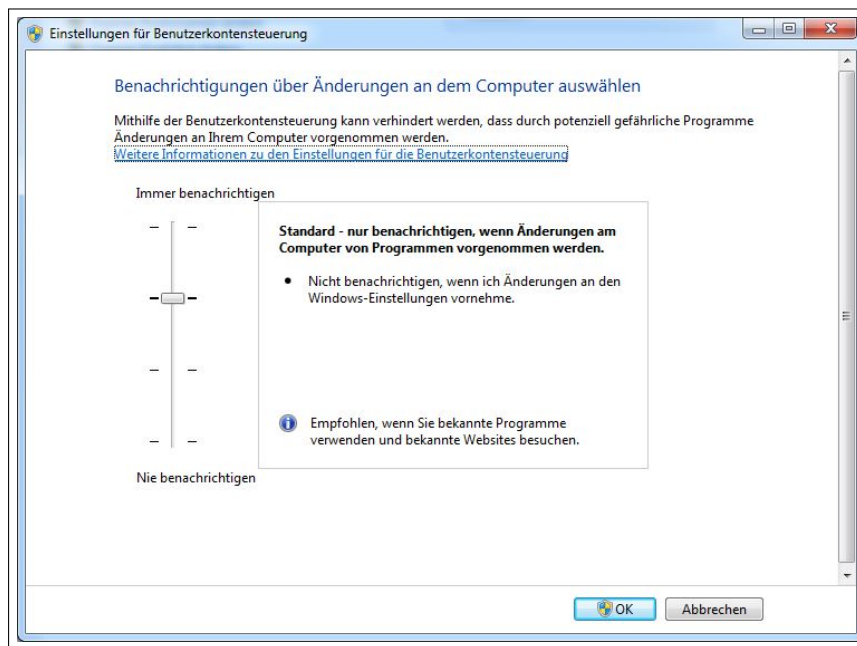 Einstellungen für Benutzerkontensteuerung
Benachrichtigungen über Änderungen an dem Computer auswählen
Mithilfe der Benutzerkontensteuerung kann verhindert werden, dass durch potenziell gefährliche Programme
Änderungen an Ihrem Computer vorgenommen werden.
Weitere Informationen zu den Einstellungen für die Benutzerkontensteuerung
Immer benachrichtigen
Standard - nur benachrichtigen, wenn Änderungen am
Computer von Programmen vorgenommen werden.
• Nicht benachrichtigen, wenn ich Änderungen an den
Windows-Einstellungen vornehme.
Empfohlen, wenn Sie bekannte Programme
verwenden und bekannte Websites besuchen.
Nie benachrichtigen
OK
Abbrechen